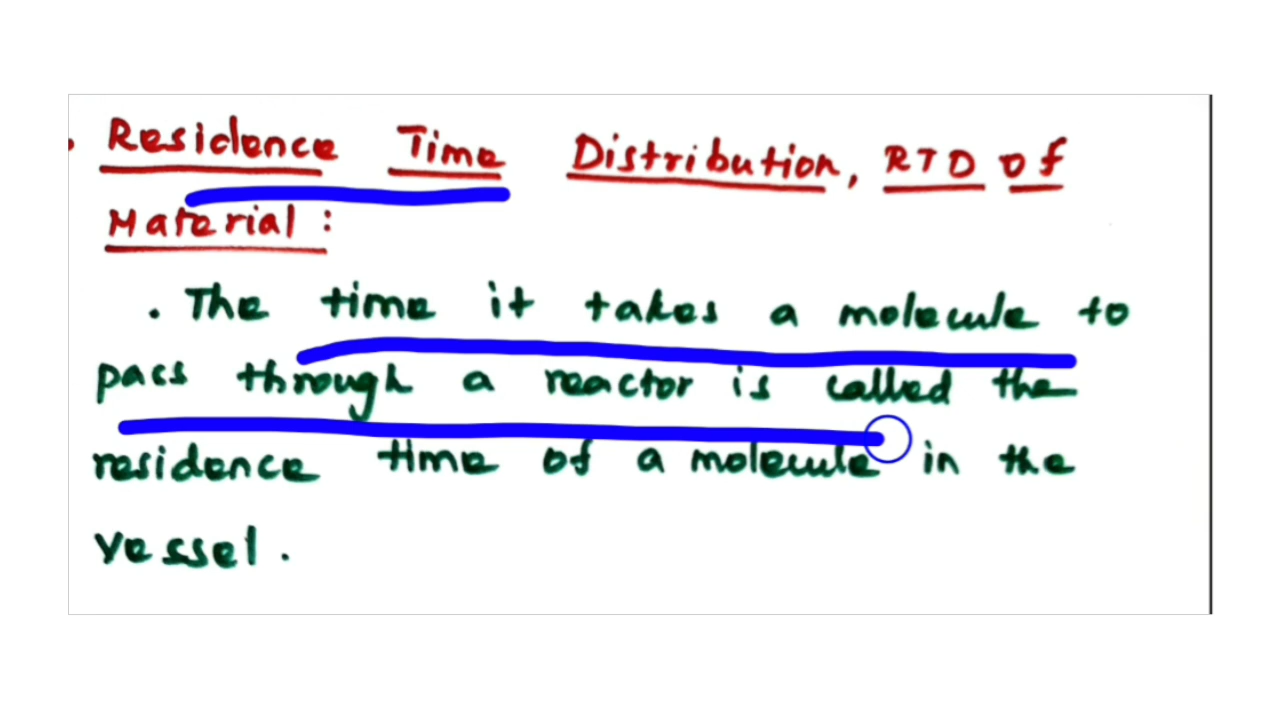 Residence Time Distribution, RTD of
Material:
. The time it takes a molecule to
pass through a reactor is called the
residence time of a molecule in the
vessel.